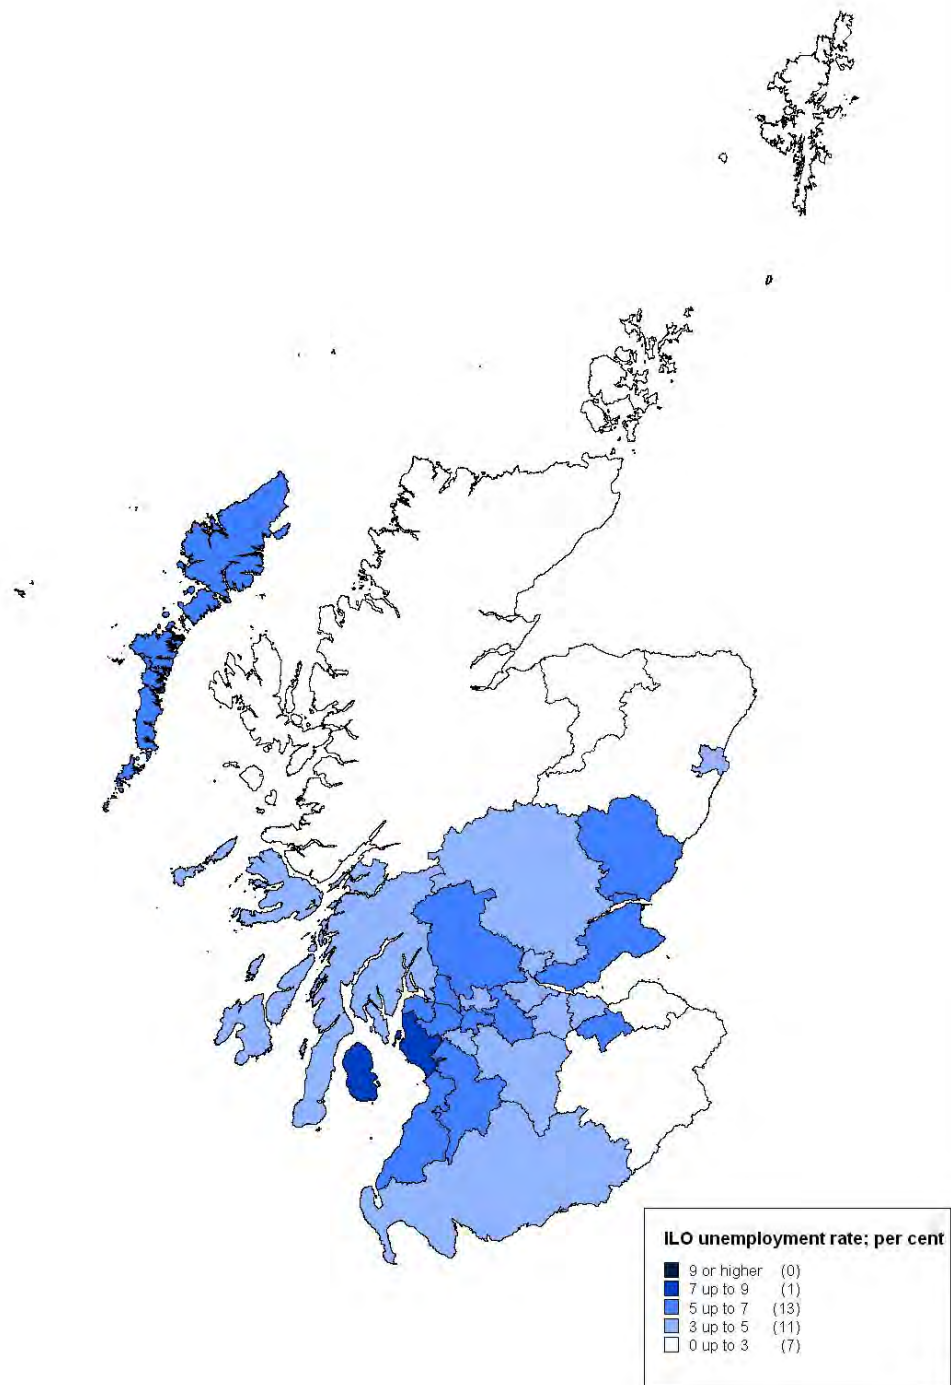 ILO unemployment rate; per cent
9 or higher (0)
7 up to 9 (1)
5 up to 7 (13)
3 up to 5 (11)
0 up to 3 (7)